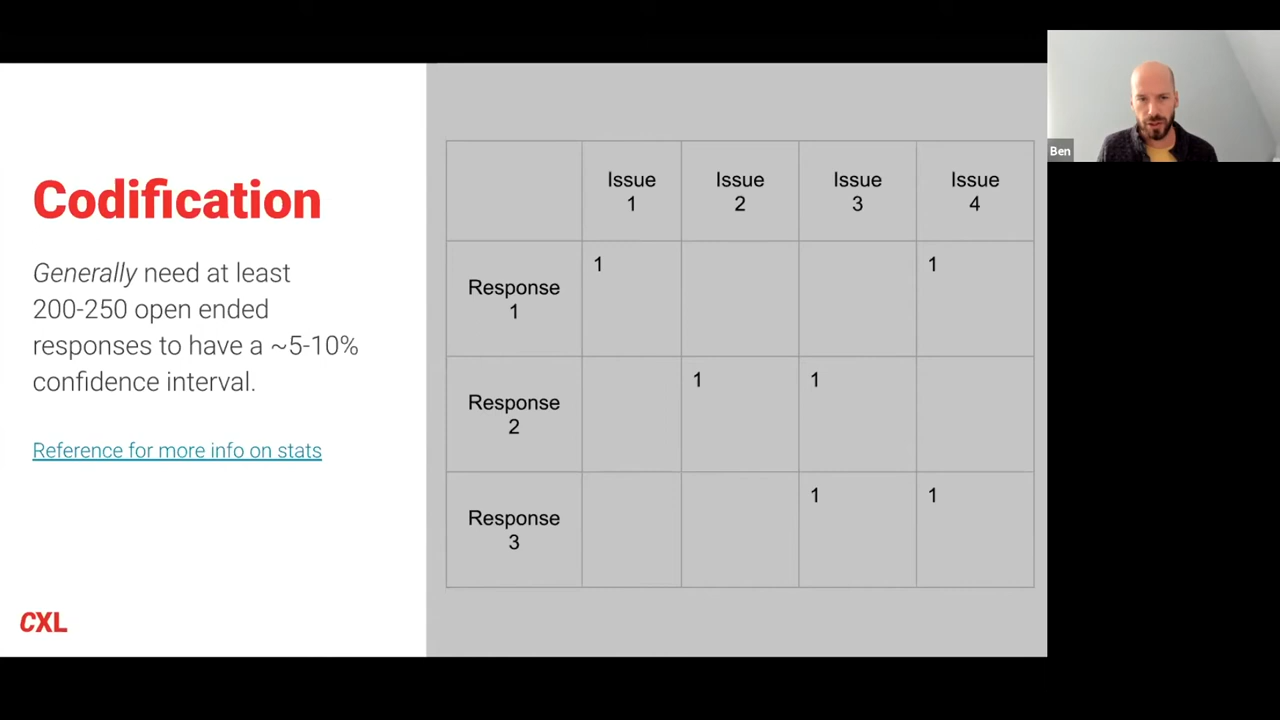 Codification
Generally need at least
200-250 open ended
responses to have a ~5-10%
confidence interval.
Reference for more info on stats
CXL
Issue
1
Issue
2
Issue
3
Issue
4
Response
1
1
1
Response
2
1
1
Response
3
1
1
Ben